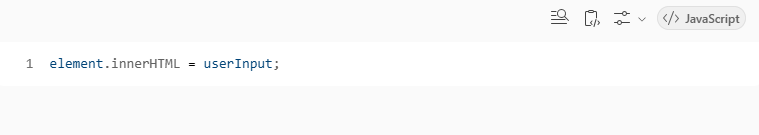 </> JavaScript
1 element.innerHTML = userInput;